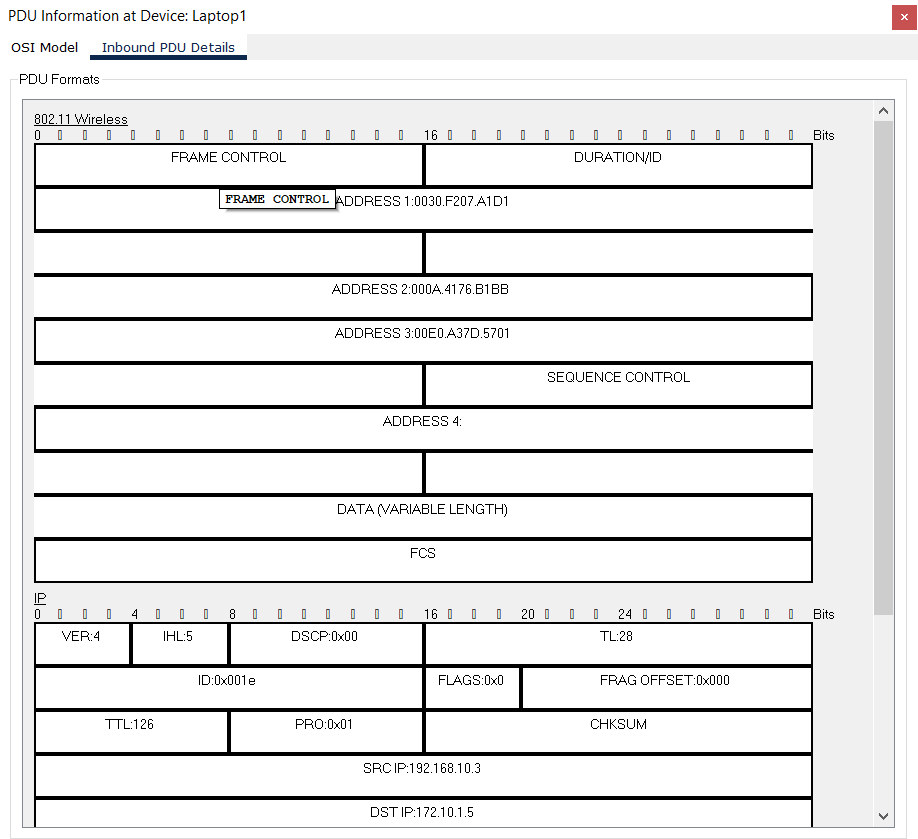 PDU Information at Device: Laptop1
×
OSI Model Inbound PDU Details
PDU Formats
802.11 Wireless
0 16 Bits
FRAME CONTROL DURATION/ID
FRAME CONTROL
ADDRESS 1:0030.F207.A1D1
ADDRESS 2:000A.4176.B1BB
ADDRESS 3:00E0.A37D.5701
SEQUENCE CONTROL
ADDRESS 4:
DATA (VARIABLE LENGTH)
FCS
IP
0 4 8 16 20 24 Bits
VER:4 IHL:5 DSCP:0x00 TL:28
ID:0x001e FLAGS:0x0 FRAG OFFSET:0x000
TTL:126 PRO:0x01 CHKSUM
SRC IP:192.168.10.3
DST IP:172.10.1.5